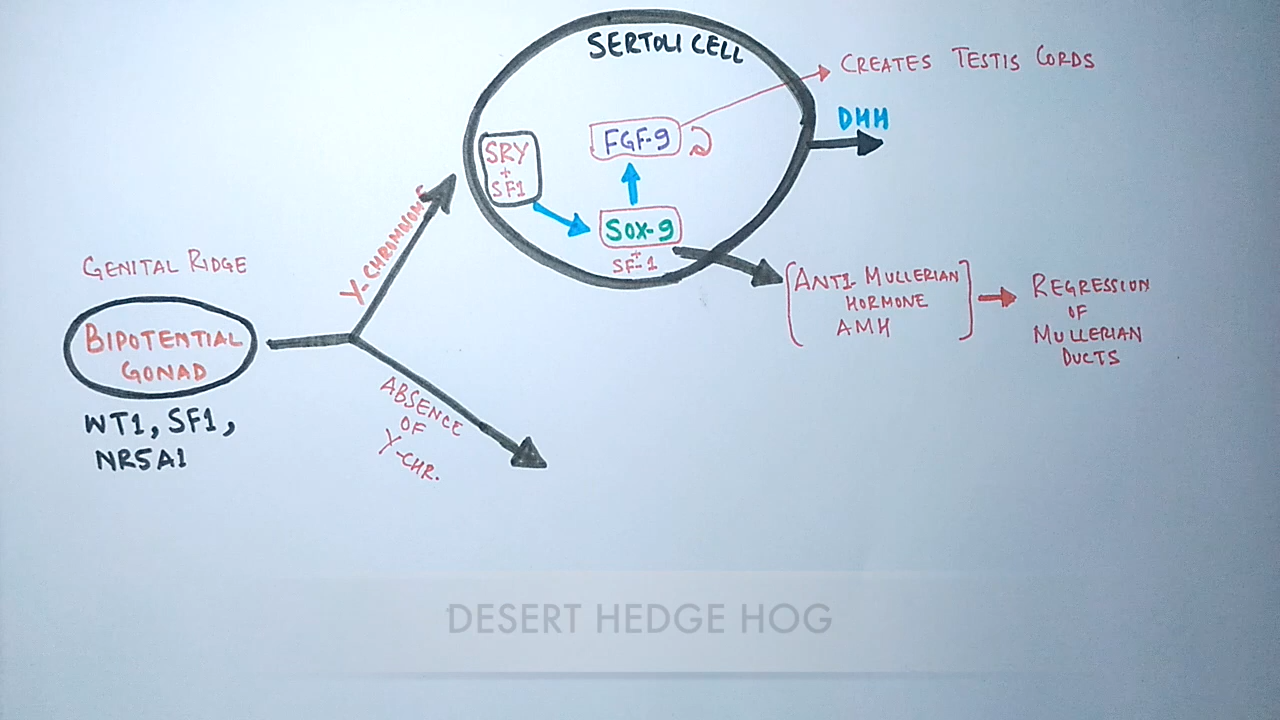 SERTOLI CELL
CREATES TESTIS CORDS
DHH
FGF-9
SRY
+
SF1
SOX-9
+
SF-1
Y-CHROMOSOME
GENITAL RIDGE
BIPOTENTIAL
GONAD
WT1, SF1,
NR5A1
ANTI MULLERIAN
HORMONE
AMH
REGRESSION
OF
MULLERIAN
DUCTS
ABSENCE
OF
Y-CHR.
DESERT HEDGE HOG